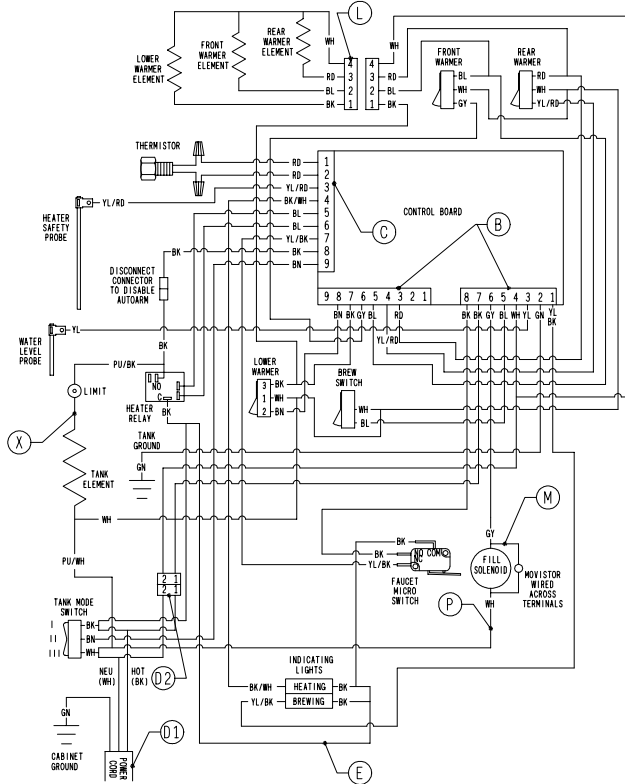 L
WH
WH
REAR
WARMER
ELEMENT
FRONT
WARMER
ELEMENT
LOWER
WARMER
ELEMENT
FRONT
WARMER
REAR
WARMER
4
3
2
1
4
3
2
1
RD
BL
BK
BL
WH
GY
RD
WH
YL/RD
THERMISTOR
RD
RD
YL/RD
BK/WH
BL
BL
YL/BK
BK
BN
1
2
3
4
5
6
7
8
9
C
CONTROL BOARD
B
YL/RD
HEATER
SAFETY
PROBE
BK
DISCONNECT
CONNECTOR
TO DISABLE
AUTOARM
9 8 7 6 5 4 3 2 1
8 7 6 5 4 3 2 1
BN BK GY BL YL/RD RD
BK BK GY BL WH YL GN YL BK
YL
WATER
LEVEL
PROBE
BK
PU/BK
LIMIT
NO
C
BK
HEATER
RELAY
LOWER
WARMER
3
1
2
BK
WH
BN
BREW
SWITCH
WH
BL
X
TANK
GROUND
GN
TANK
ELEMENT
WH
PU/WH
2 1
2 1
GY
M
BK
BK
YL/BK
NO COM
NC
FAUCET
MICRO
SWITCH
FILL
SOLENOID
MOVISTOR
WIRED
ACROSS
TERMINALS
WH
P
TANK MODE
SWITCH
I
II
III
BK
BN
WH
NEU
(WH)
HOT
(BK)
D2
INDICATING
LIGHTS
BK/WH
HEATING
BK
YL/BK
BREWING
BK
GN
CABINET
GROUND
POWER
CORD
D1
E